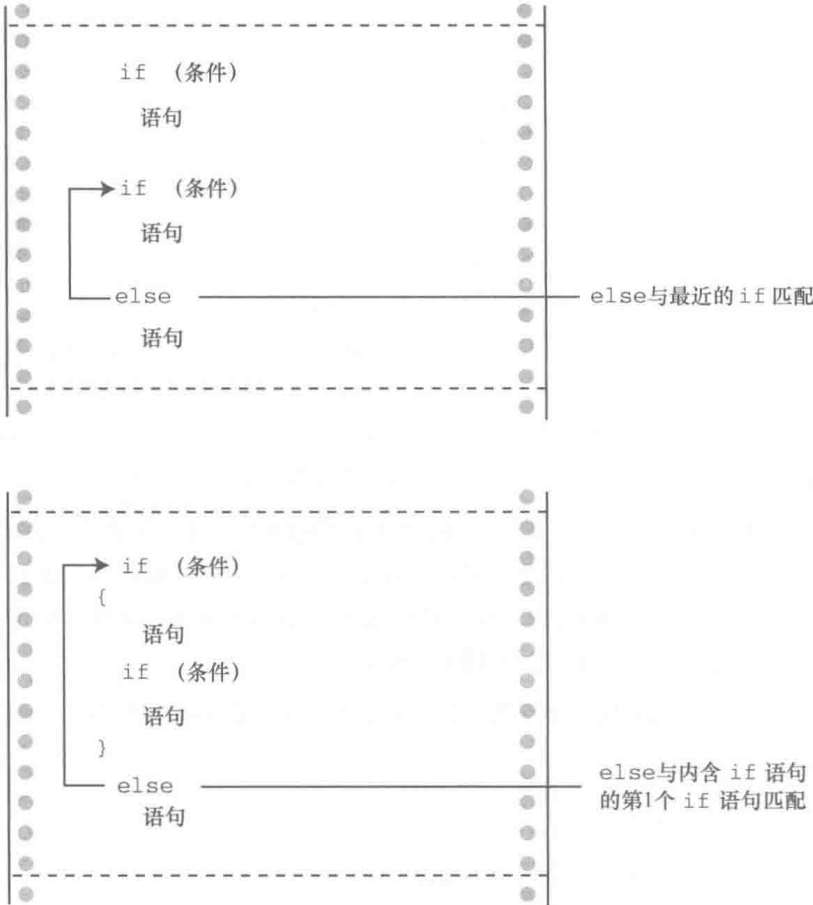 if （条件）
语句
if （条件）
语句
else
else与最近的 if 匹配
语句
if （条件）
{
语句
if （条件）
语句
}
else
else与内含 if 语句
的第1个 if 语句匹配
语句